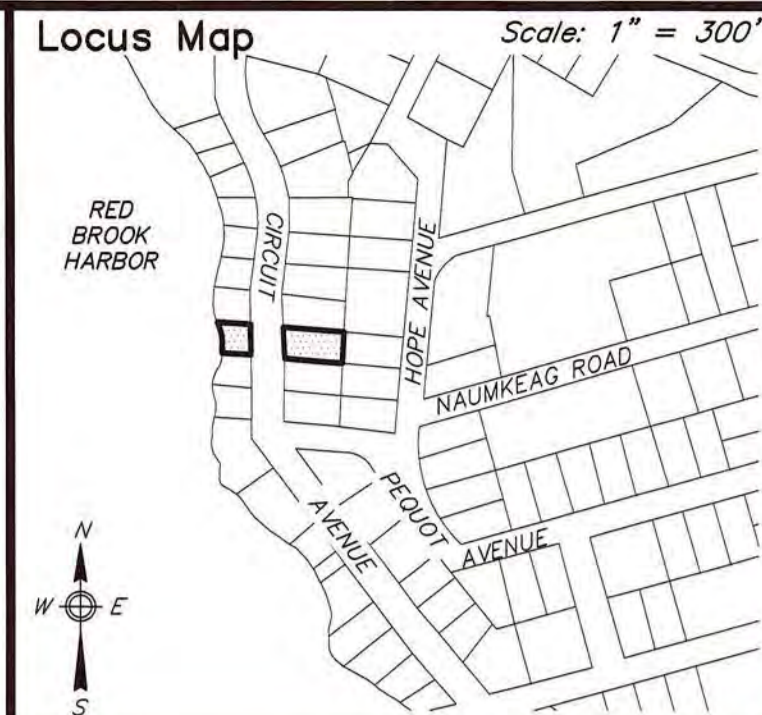 Locus Map
Scale: 1" = 300'
RED
BROOK
HARBOR
CIRCUIT
HOPE AVENUE
NAUMKEAG ROAD
PEQUOT
AVENUE
AVENUE
N
W
E
S